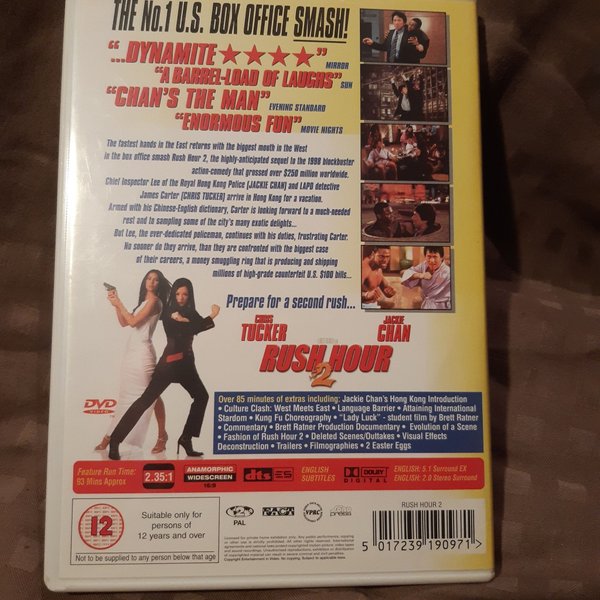 THE NO.1 U.S. BOX OFFICE SMASH!
“...DYNAMITE ★★★★” MIRROR
“A BARREL-LOAD OF LAUGHS” SUN
“CHAN'S THE MAN” EVENING STANDARD
“ENORMOUS FUN” MOVIE NIGHTS
The fastest hands in the East returns with the biggest mouth in the West
in the box office smash Rush Hour 2, the highly-anticipated sequel to the 1998 blockbuster
action-comedy that grossed over $250 million worldwide.
Chief Inspector Lee of the Royal Hong Kong Police (JACKIE CHAN) and LAPD detective
James Carter (CHRIS TUCKER) arrive in Hong Kong for a vacation.
Armed with his Chinese-English dictionary, Carter is looking forward to a much-needed
rest and to sampling some of the city's many exotic delights...
But Lee, the ever-dedicated policeman, continues with his duties, frustrating Carter.
No sooner do they arrive, than they are confronted with the biggest case
of their careers, a money smuggling ring that is producing and shipping
millions of high-grade counterfeit U.S. $100 bills...
Prepare for a second rush...
CHRIS TUCKER
JACKIE CHAN
RUSH HOUR 2
DVD VIDEO
Over 85 minutes of extras including: Jackie Chan's Hong Kong Introduction
• Culture Clash: West Meets East • Language Barrier • Attaining International
Stardom • Kung Fu Choreography • “Lady Luck” - student film by Brett Ratner
• Commentary • Brett Ratner Production Documentary • Evolution of a Scene
• Fashion of Rush Hour 2 • Deleted Scenes/Outtakes • Visual Effects
Deconstruction • Trailers • Filmographies • 2 Easter Eggs
Feature Run Time:
93 Mins Approx
2.35:1
ANAMORPHIC
WIDESCREEN
16:9
dts ES
ENGLISH
SUBTITLES
DOLBY
DIGITAL
ENGLISH: 5.1 Surround EX
ENGLISH: 2.0 Stereo Surround
12
Suitable only for
persons of
12 years and over
Not to be supplied to any person below that age
2
PAL
FACT
VPRC
RUSH HOUR 2
5 017239 190971 >